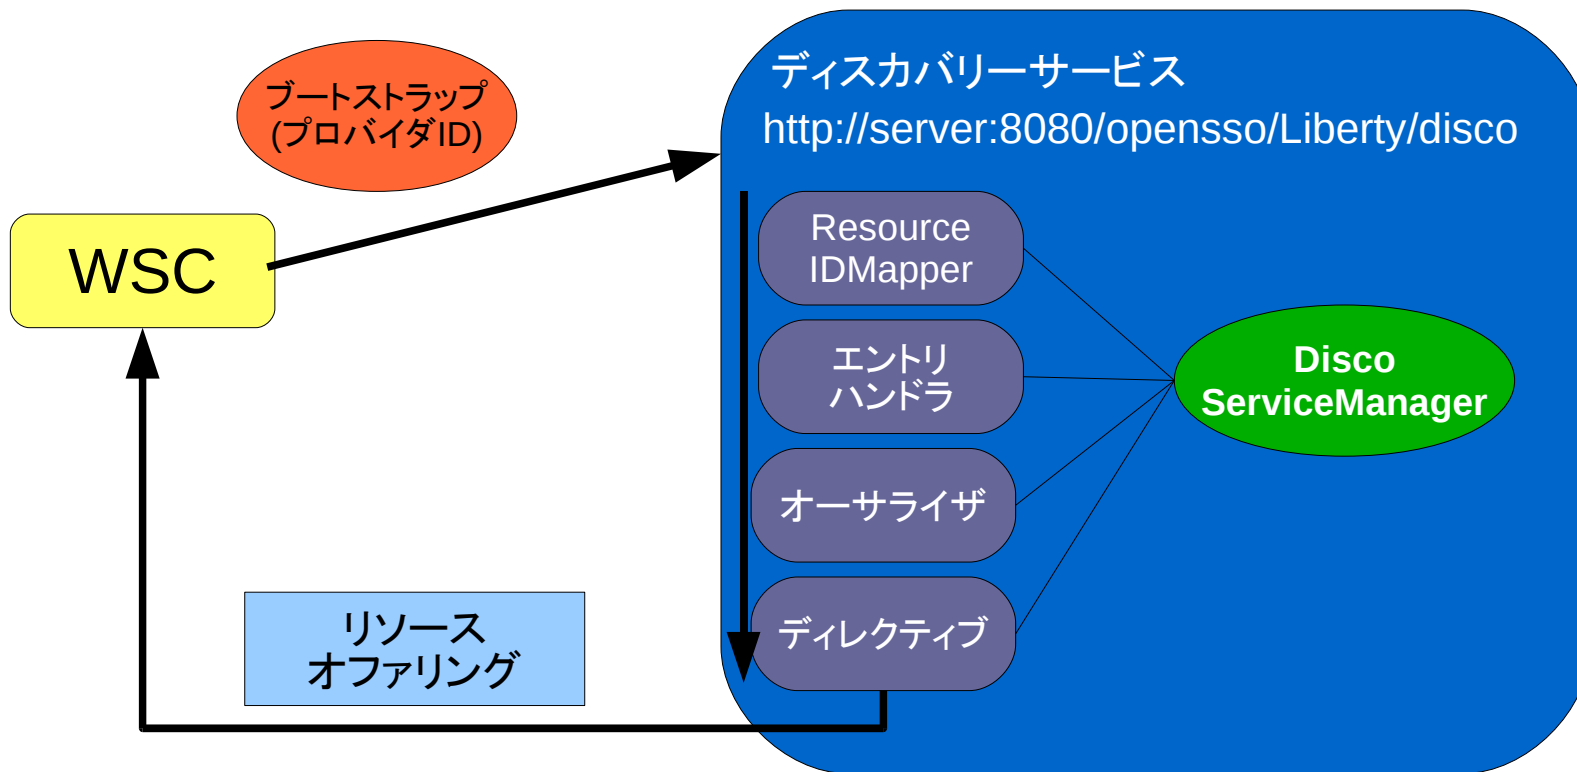 ブートストラップ
(プロバイダID)
WSC
ディスカバリーサービス
http://server:8080/opensso/Liberty/disco
Resource
IDMapper
エントリ
ハンドラ
オーサライザ
ディレクティブ
Disco
ServiceManager
リソース
オファリング